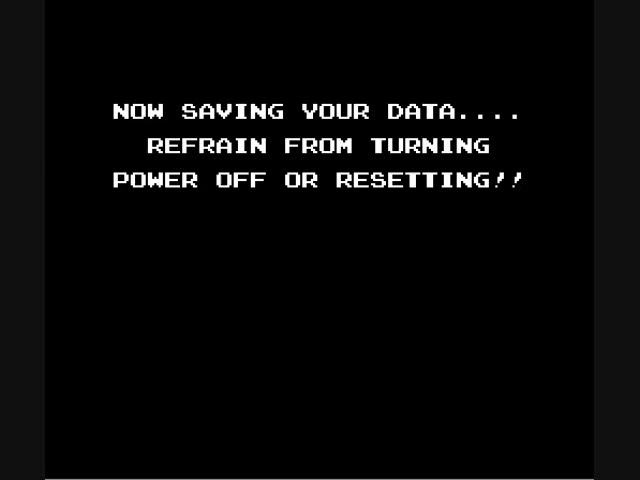 NOW SAVING YOUR DATA....
REFRAIN FROM TURNING
POWER OFF OR RESETTING!!